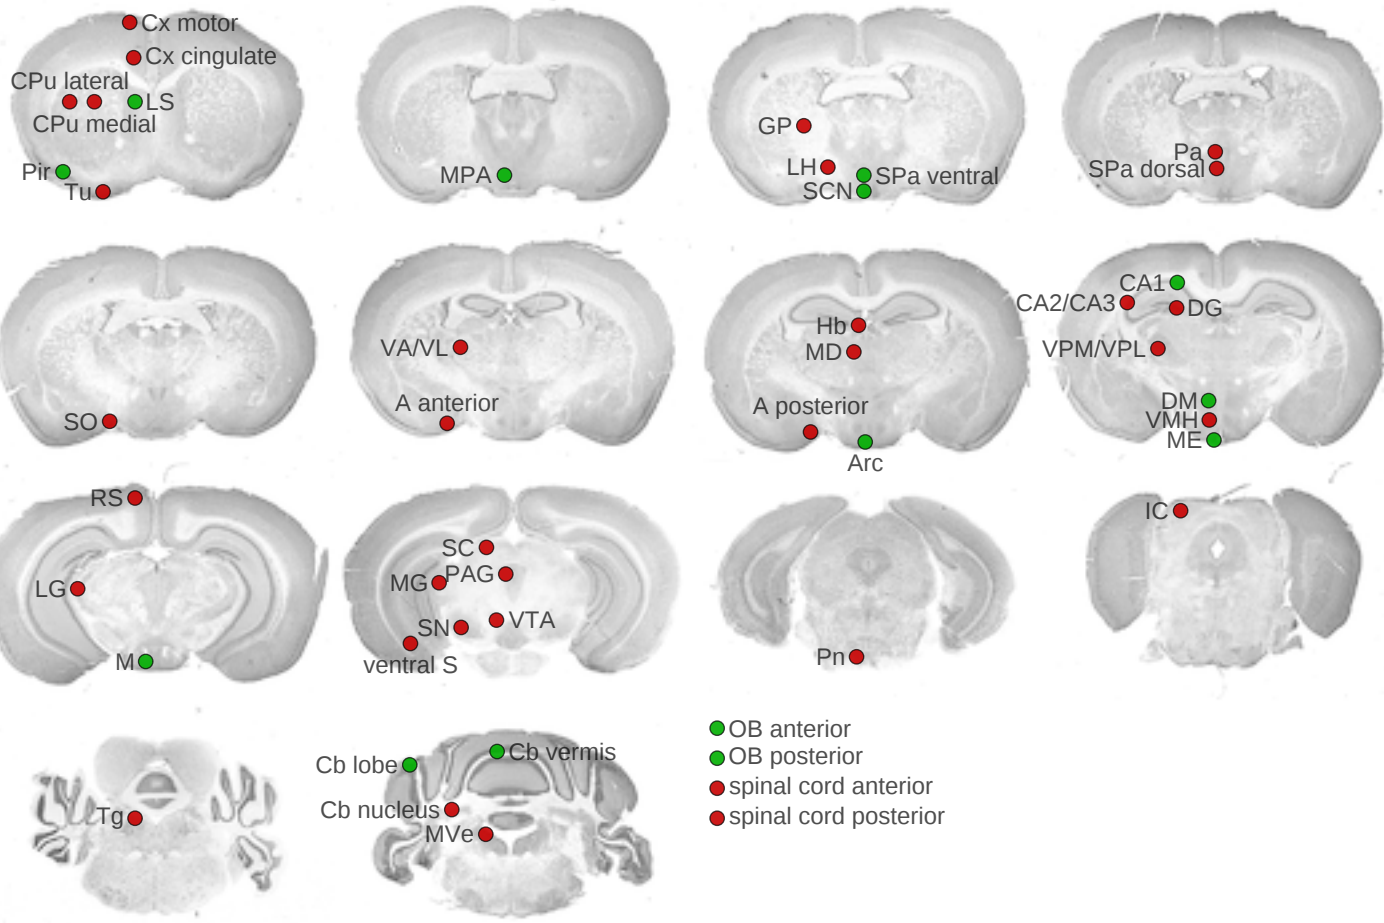 Cx motor
Cx cingulate
CPu lateral
LS
CPu medial
Pir
Tu
MPA
GP
LH
SPa ventral
SCN
Pa
SPa dorsal
SO
VA/VL
A anterior
Hb
MD
A posterior
Arc
CA1
CA2/CA3
DG
VPM/VPL
DM
VMH
ME
RS
LG
M
SC
MG PAG
SN VTA
ventral S
Pn
IC
Tg
Cb lobe Cb vermis
Cb nucleus
MVe
OB anterior
OB posterior
spinal cord anterior
spinal cord posterior